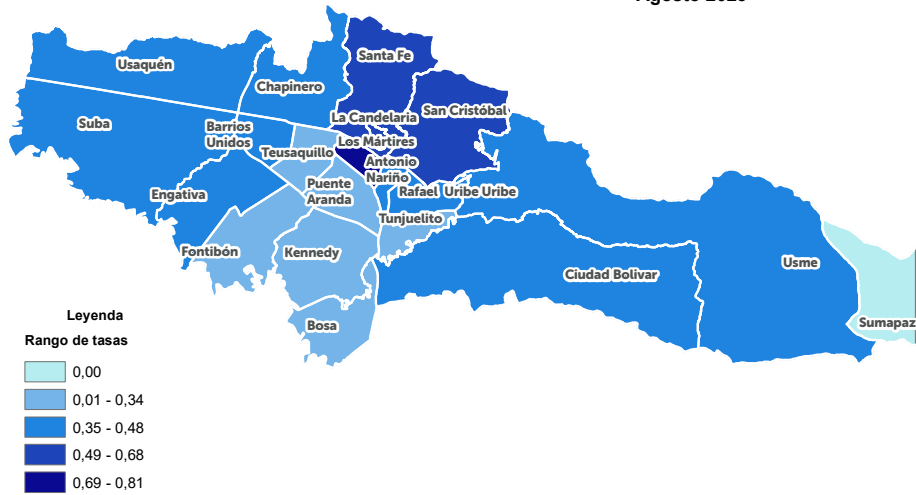 Usaquén
Santa Fe
Chapinero
San Cristóbal
La Candelaria
Suba
Barrios
Unidos
Los Mártires
Teusaquillo
Antonio
Nariño
Puente
Aranda
Rafael Uribe Uribe
Engativa
Tunjuelito
Fontibón
Kennedy
Usme
Ciudad Bolivar
Bosa
Sumapaz
Leyenda
Rango de tasas
0,00
0,01 - 0,34
0,35 - 0,48
0,49 - 0,68
0,69 - 0,81